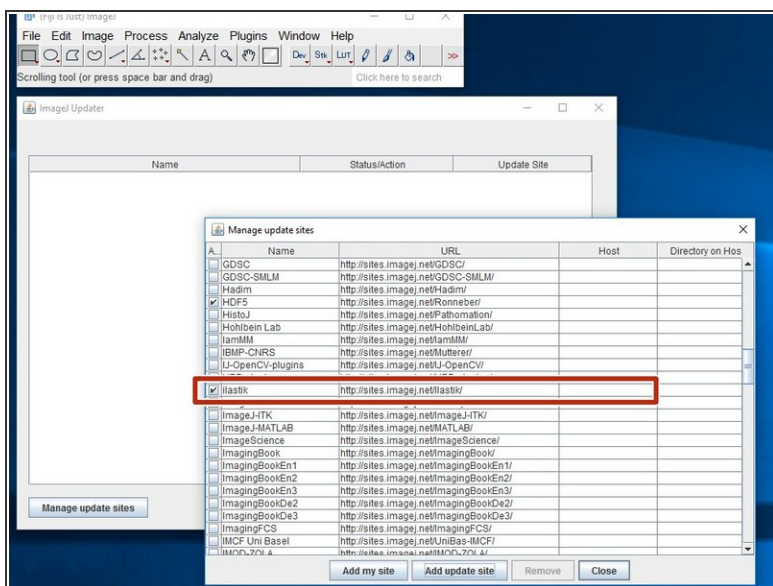 (Fiji Is Just) ImageJ
File Edit Image Process Analyze Plugins Window Help
A Dev Stk LUT >>
Scrolling tool (or press space bar and drag) Click here to search
ImageJ Updater
Name Status/Action Update Site
Manage update sites
A... Name URL Host Directory on Hos
GDSC http://sites.imagej.net/GDSC/
GDSC-SMLM http://sites.imagej.net/GDSC-SMLM/
Hadim http://sites.imagej.net/Hadim/
HDF5 http://sites.imagej.net/Ronneber/
HistoJ http://sites.imagej.net/Pathomation/
Hohlbein Lab http://sites.imagej.net/HohlbeinLab/
IamMM http://sites.imagej.net/IamMM/
IBMP-CNRS http://sites.imagej.net/Mutterer/
IJ-OpenCV-plugins http://sites.imagej.net/IJ-OpenCV/
ilastik http://sites.imagej.net/Ilastik/
ImageJ-ITK http://sites.imagej.net/ImageJ-ITK/
ImageJ-MATLAB http://sites.imagej.net/MATLAB/
ImageScience http://sites.imagej.net/ImageScience/
ImagingBook http://sites.imagej.net/ImagingBook/
ImagingBookEn1 http://sites.imagej.net/ImagingBookEn1/
ImagingBookEn2 http://sites.imagej.net/ImagingBookEn2/
ImagingBookEn3 http://sites.imagej.net/ImagingBookEn3/
ImagingBookDe2 http://sites.imagej.net/ImagingBookDe2/
ImagingBookDe3 http://sites.imagej.net/ImagingBookDe3/
ImagingFCS http://sites.imagej.net/ImagingFCS/
IMCF Uni Basel http://sites.imagej.net/UniBas-IMCF/
IMOD-ZOLA http://sites.imagej.net/IMOD-ZOLA/
Manage update sites
Add my site Add update site Remove Close